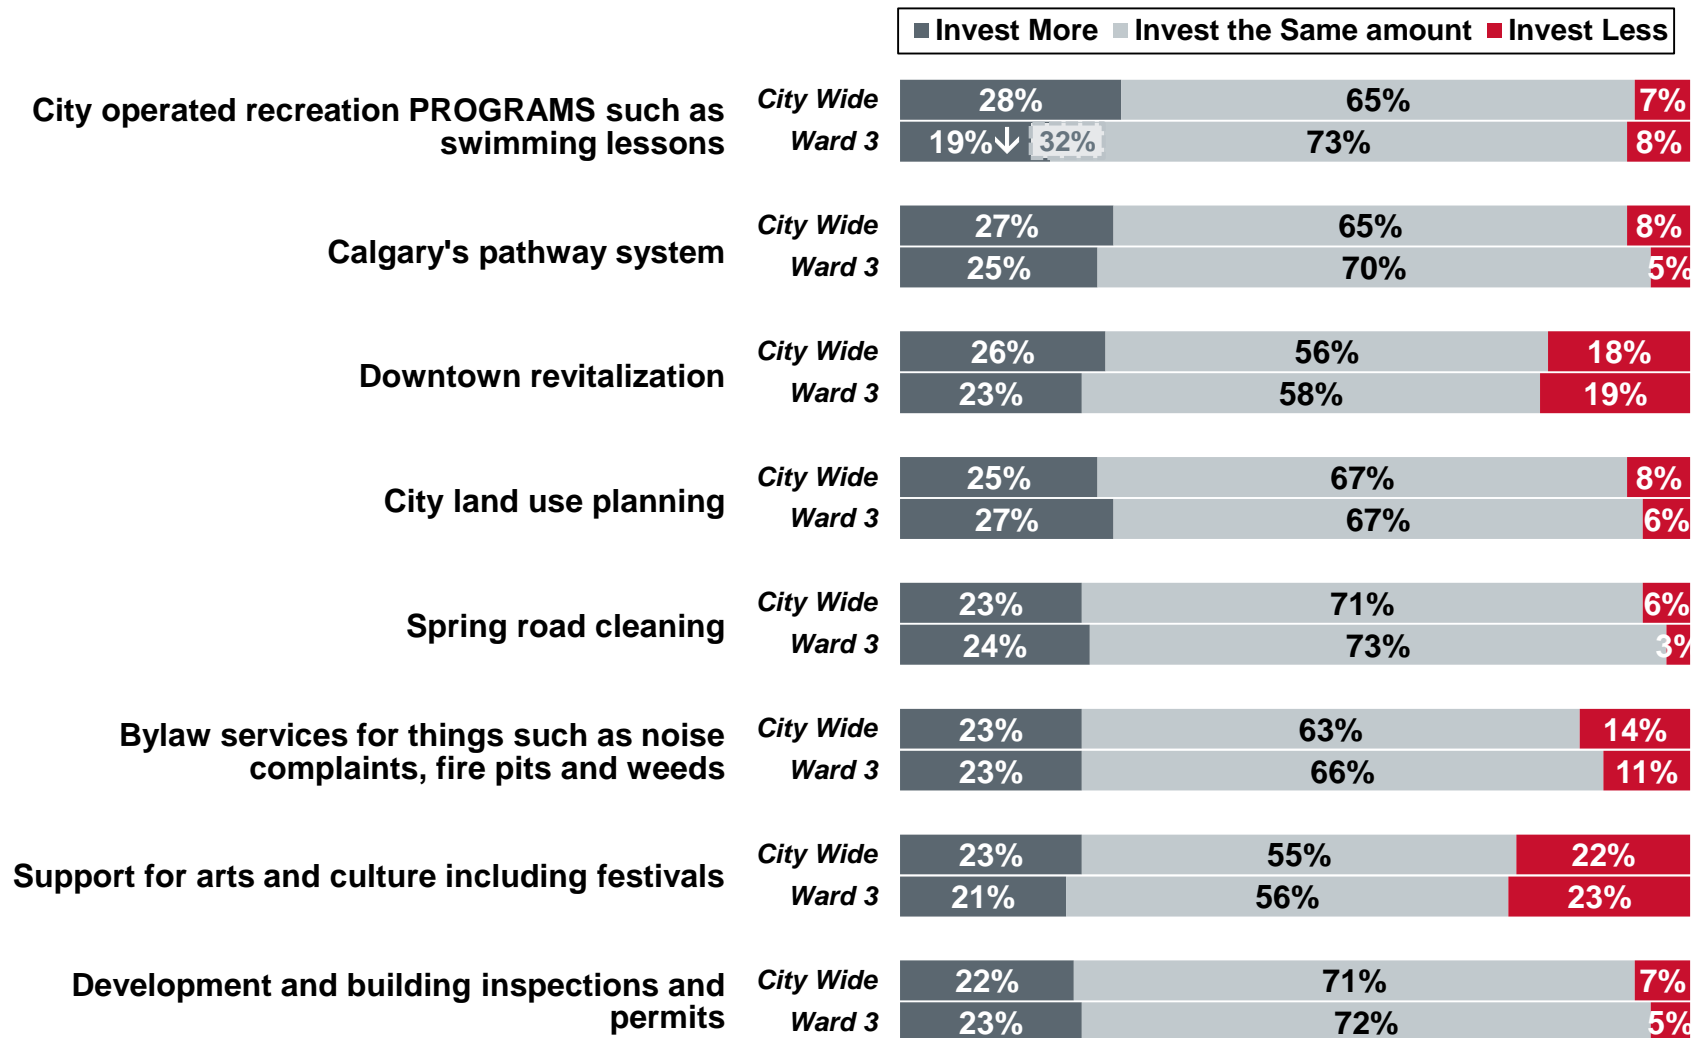 Invest More Invest the Same amount Invest Less
City operated recreation PROGRAMS such as
swimming lessons
City Wide 28% 65% 7%
Ward 3 19%↓ 32% 73% 8%
Calgary's pathway system
City Wide 27% 65% 8%
Ward 3 25% 70% 5%
Downtown revitalization
City Wide 26% 56% 18%
Ward 3 23% 58% 19%
City land use planning
City Wide 25% 67% 8%
Ward 3 27% 67% 6%
Spring road cleaning
City Wide 23% 71% 6%
Ward 3 24% 73% 3%
Bylaw services for things such as noise
complaints, fire pits and weeds
City Wide 23% 63% 14%
Ward 3 23% 66% 11%
Support for arts and culture including festivals
City Wide 23% 55% 22%
Ward 3 21% 56% 23%
Development and building inspections and
permits
City Wide 22% 71% 7%
Ward 3 23% 72% 5%